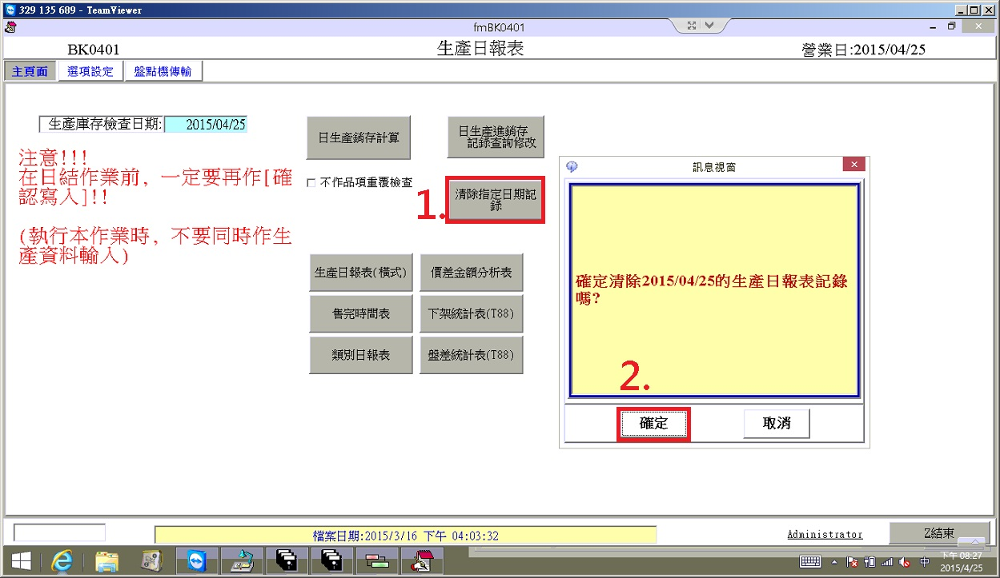 329 135 689 - TeamViewer
fmBK0401
BK0401
生產日報表
營業日:2015/04/25
主頁面
選項設定
盤點機傳輸
生產庫存檢查日期:
2015/04/25
注意!!!
在日結作業前, 一定要再作[確
認寫入]!!
(執行本作業時, 不要同時作生
產資料輸入)
日生產銷存計算
日生產進銷存
記錄查詢修改
不作品項重覆檢查
1.
清除指定日期記
錄
生產日報表(橫式)
價差金額分析表
售完時間表
下架統計表(T88)
類別日報表
盤差統計表(T88)
訊息視窗
確定清除2015/04/25的生產日報表記錄
嗎?
2.
確定
取消
檔案日期:2015/3/16 下午 04:03:32
Administrator
Z結束
中
下午 08:27
2015/4/25